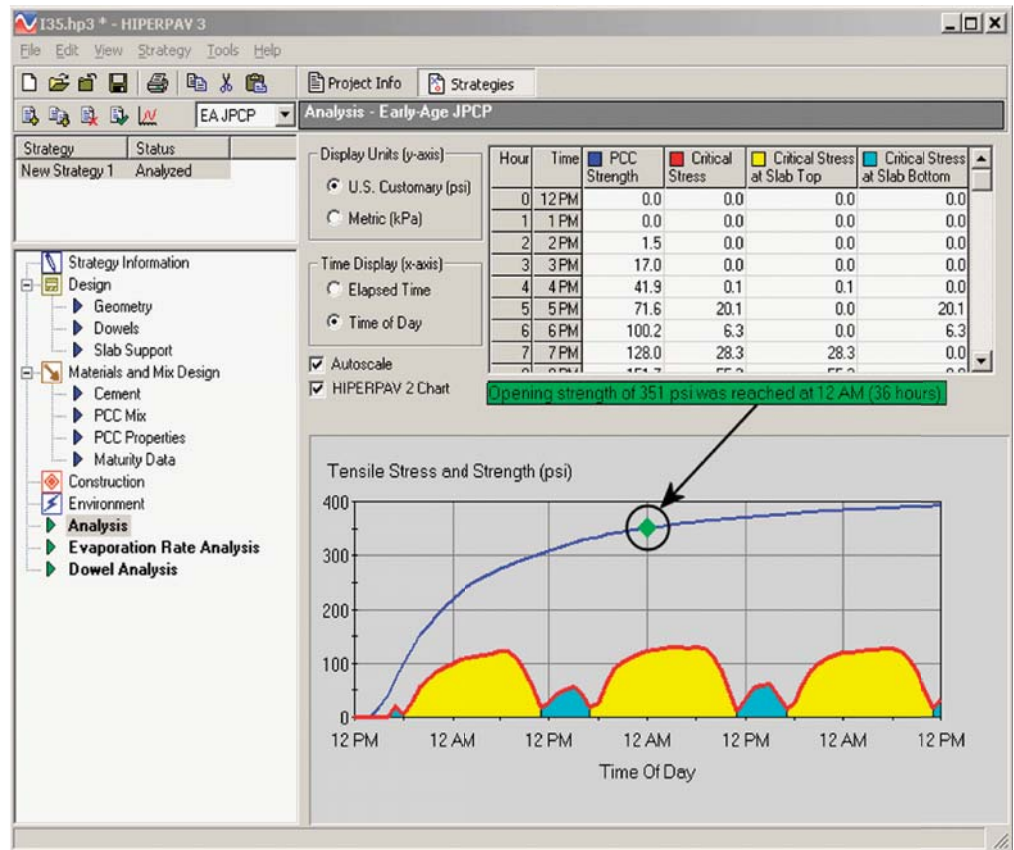 I35.hp3 * - HIPERPAV 3
File Edit View Strategy Tools Help
Project Info Strategies
EA JPCP
Analysis - Early-Age JPCP
Strategy Status
New Strategy 1 Analyzed
Strategy Information
Design
Geometry
Dowels
Slab Support
Materials and Mix Design
Cement
PCC Mix
PCC Properties
Maturity Data
Construction
Environment
Analysis
Evaporation Rate Analysis
Dowel Analysis
Display Units (y-axis)
U.S. Customary (psi)
Metric (kPa)
Time Display (x-axis)
Elapsed Time
Time of Day
Autoscale
HIPERPAV 2 Chart
Hour Time PCC Strength Critical Stress Critical Stress at Slab Top Critical Stress at Slab Bottom
0 12 PM 0.0 0.0 0.0 0.0
1 1 PM 0.0 0.0 0.0 0.0
2 2 PM 1.5 0.0 0.0 0.0
3 3 PM 17.0 0.0 0.0 0.0
4 4 PM 41.9 0.1 0.1 0.0
5 5 PM 71.6 20.1 0.0 20.1
6 6 PM 100.2 6.3 0.0 6.3
7 7 PM 128.0 28.3 28.3 0.0
Opening strength of 351 psi was reached at 12 AM (36 hours)
Tensile Stress and Strength (psi)
400
300
200
100
0
12 PM 12 AM 12 PM 12 AM 12 PM 12 AM 12 PM
Time Of Day